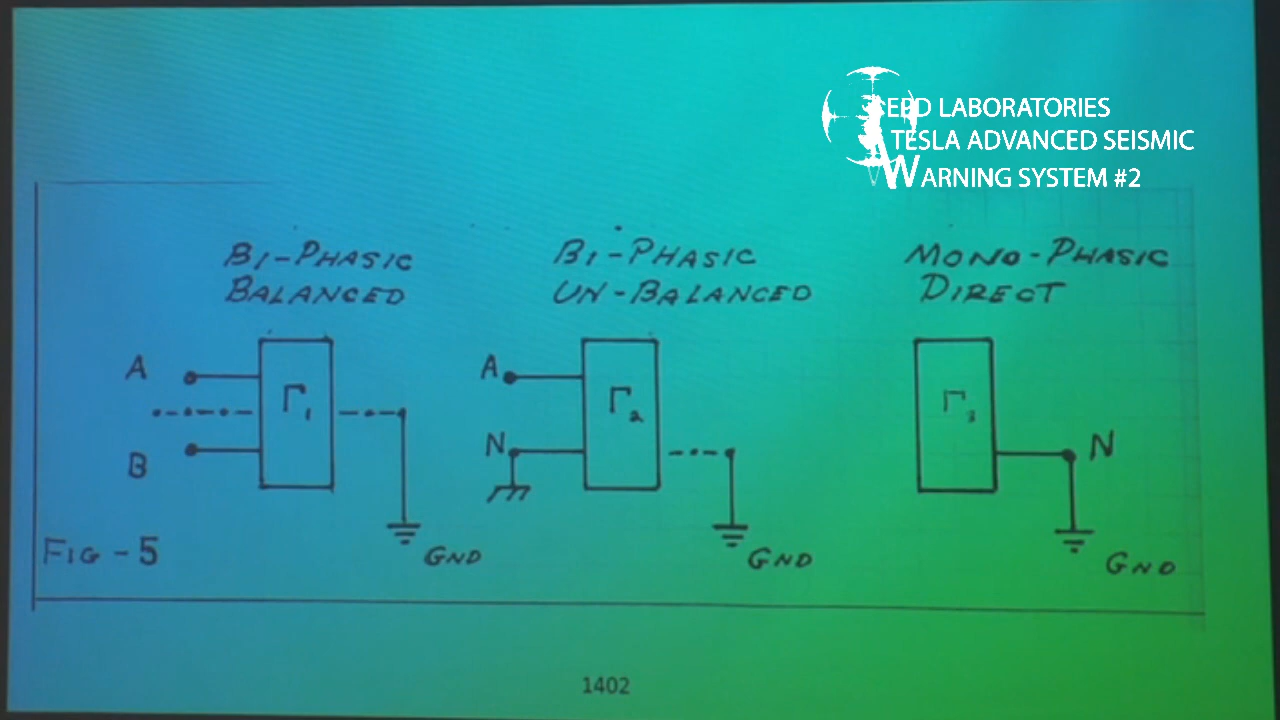 SEPD LABORATORIES
TESLA ADVANCED SEISMIC
WARNING SYSTEM #2
BI-PHASIC
BALANCED
BI-PHASIC
UN-BALANCED
MONO-PHASIC
DIRECT
A
B
Γ1
GND
A
N
Γ2
GND
Γ3
N
GND
FIG-5
1402